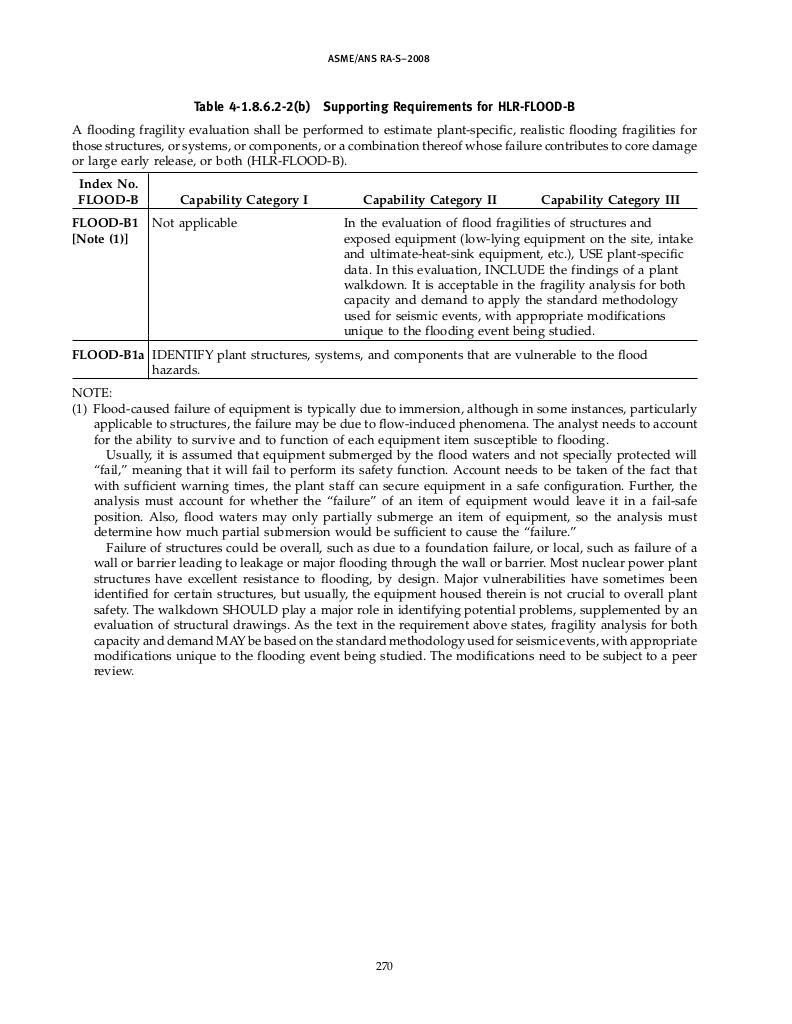 ASME/ANS RA-S–2008
Table 4-1.8.6.2-2(b) Supporting Requirements for HLR-FLOOD-B
A flooding fragility evaluation shall be performed to estimate plant-specific, realistic flooding fragilities for
those structures, or systems, or components, or a combination thereof whose failure contributes to core damage
or large early release, or both (HLR-FLOOD-B).
Index No.
FLOOD-B Capability Category I Capability Category II Capability Category III
FLOOD-B1 Not applicable In the evaluation of flood fragilities of structures and
[Note (1)] exposed equipment (low-lying equipment on the site, intake
and ultimate-heat-sink equipment, etc.), USE plant-specific
data. In this evaluation, INCLUDE the findings of a plant
walkdown. It is acceptable in the fragility analysis for both
capacity and demand to apply the standard methodology
used for seismic events, with appropriate modifications
unique to the flooding event being studied.
FLOOD-B1a IDENTIFY plant structures, systems, and components that are vulnerable to the flood
hazards.
NOTE:
(1) Flood-caused failure of equipment is typically due to immersion, although in some instances, particularly
applicable to structures, the failure may be due to flow-induced phenomena. The analyst needs to account
for the ability to survive and to function of each equipment item susceptible to flooding.
Usually, it is assumed that equipment submerged by the flood waters and not specially protected will
“fail,” meaning that it will fail to perform its safety function. Account needs to be taken of the fact that
with sufficient warning times, the plant staff can secure equipment in a safe configuration. Further, the
analysis must account for whether the “failure” of an item of equipment would leave it in a fail-safe
position. Also, flood waters may only partially submerge an item of equipment, so the analysis must
determine how much partial submersion would be sufficient to cause the “failure.”
Failure of structures could be overall, such as due to a foundation failure, or local, such as failure of a
wall or barrier leading to leakage or major flooding through the wall or barrier. Most nuclear power plant
structures have excellent resistance to flooding, by design. Major vulnerabilities have sometimes been
identified for certain structures, but usually, the equipment housed therein is not crucial to overall plant
safety. The walkdown SHOULD play a major role in identifying potential problems, supplemented by an
evaluation of structural drawings. As the text in the requirement above states, fragility analysis for both
capacity and demand MAY be based on the standard methodology used for seismic events, with appropriate
modifications unique to the flooding event being studied. The modifications need to be subject to a peer
review.
270